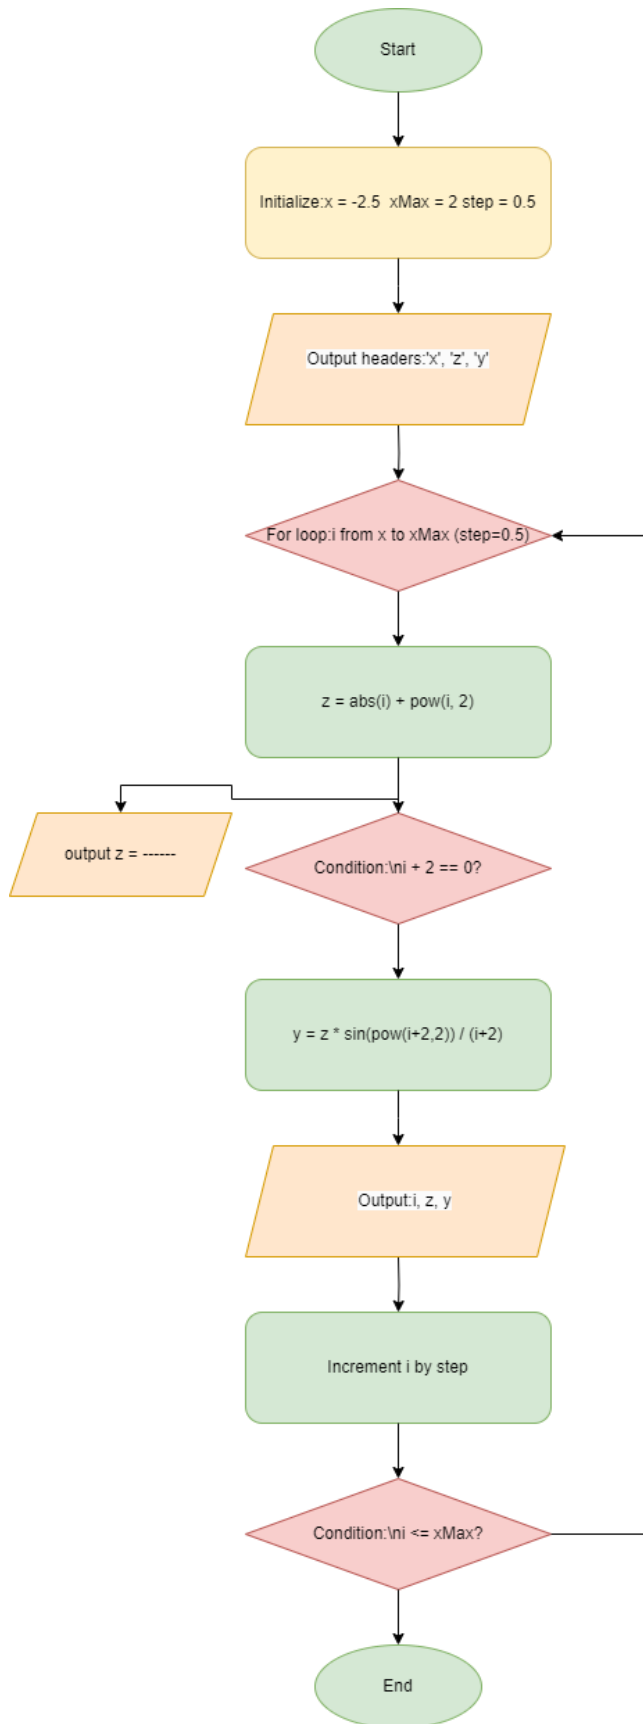 Start
Initialize:x = -2.5  xMax = 2 step = 0.5
Output headers:'x', 'z', 'y'
For loop:i from x to xMax (step=0.5)
z = abs(i) + pow(i, 2)
output z = ------
Condition:\ni + 2 == 0?
y = z * sin(pow(i+2,2)) / (i+2)
Output:i, z, y
Increment i by step
Condition:\ni <= xMax?
End